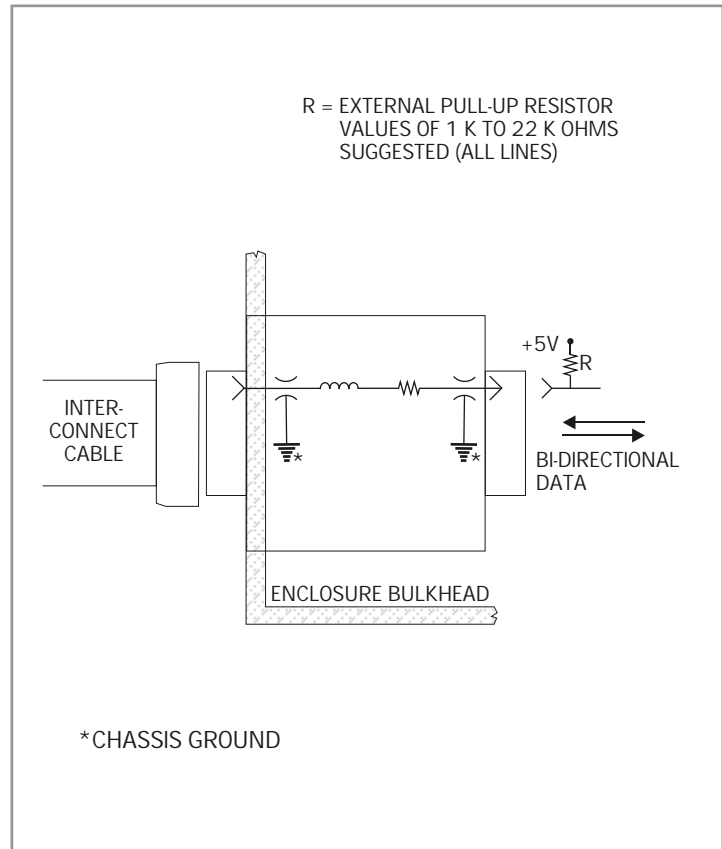 R = EXTERNAL PULL-UP RESISTOR
VALUES OF 1 K TO 22 K OHMS
SUGGESTED (ALL LINES)
+5V
R
INTER-
CONNECT
CABLE
*
*
BI-DIRECTIONAL
DATA
ENCLOSURE BULKHEAD
*CHASSIS GROUND